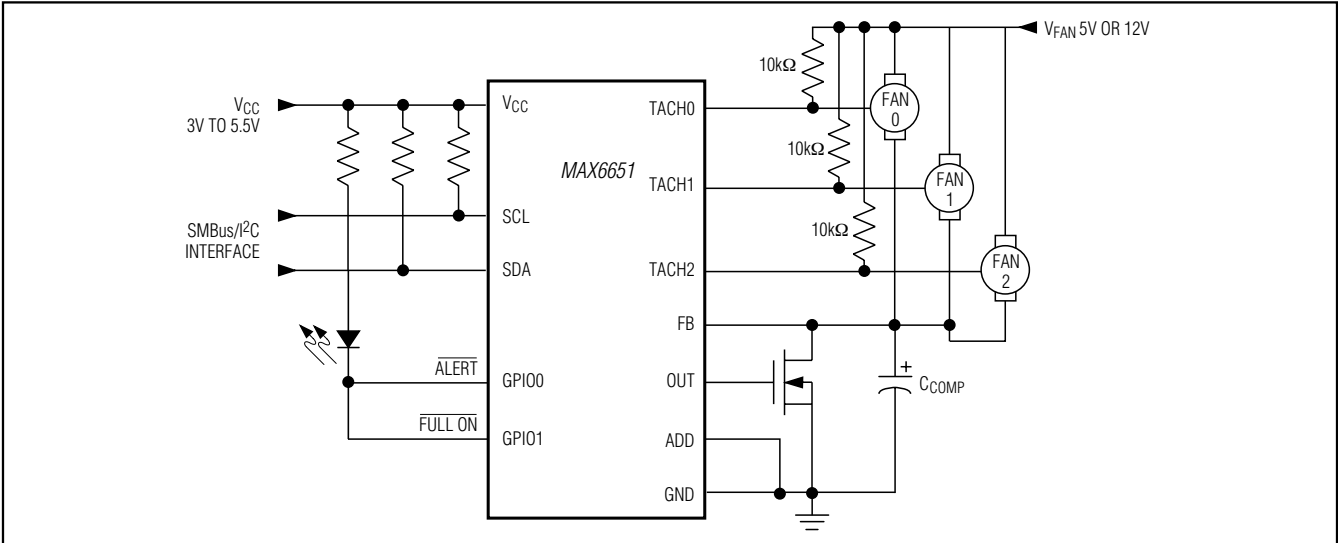 VFAN 5V OR 12V
10kΩ
VCC
3V TO 5.5V
VCC
TACH0
FAN
0
10kΩ
MAX6651
TACH1
FAN
1
SCL
SMBus/I2C
INTERFACE
10kΩ
SDA
TACH2
FAN
2
FB
ALERT
GPIO0
OUT
+
CCOMP
FULL ON
GPIO1
ADD
GND